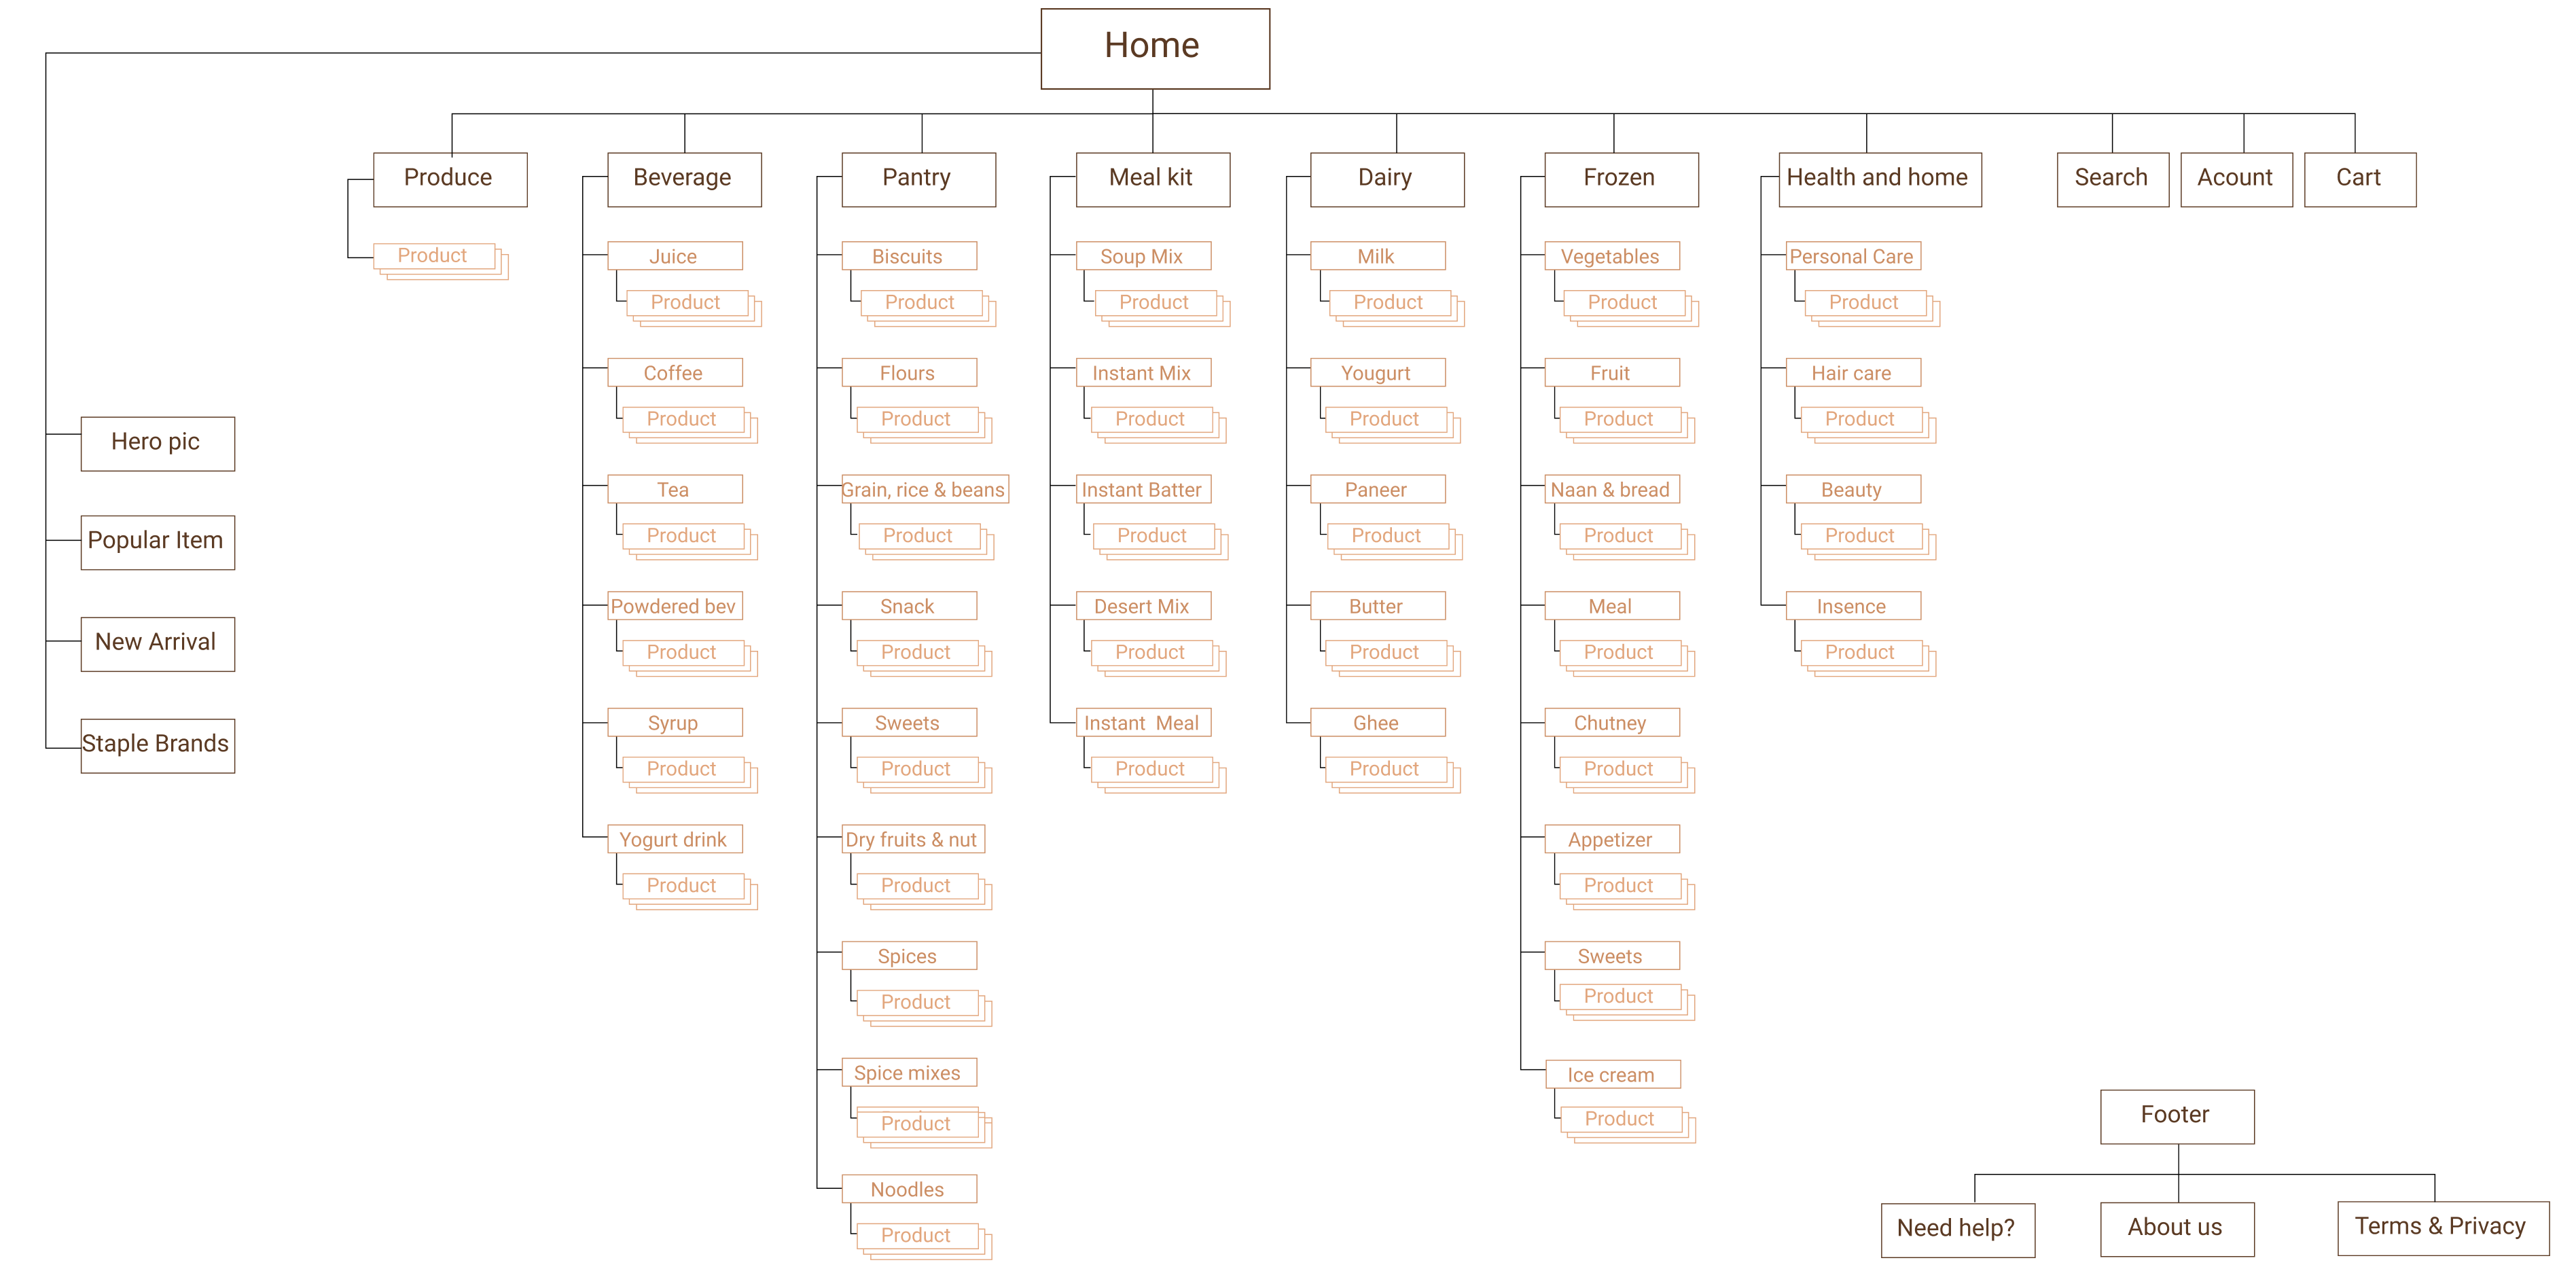 Home
Produce
Beverage
Pantry
Meal kit
Dairy
Frozen
Health and home
Search
Acount
Cart
Product
Juice
Product
Coffee
Product
Tea
Product
Powdered bev
Product
Syrup
Product
Yogurt drink
Product
Biscuits
Product
Flours
Product
Grain, rice & beans
Product
Snack
Product
Sweets
Product
Dry fruits & nut
Product
Spices
Product
Spice mixes
Product
Noodles
Product
Soup Mix
Product
Instant Mix
Product
Instant Batter
Product
Desert Mix
Product
Instant Meal
Product
Milk
Product
Yougurt
Product
Paneer
Product
Butter
Product
Ghee
Product
Vegetables
Product
Fruit
Product
Naan & bread
Product
Meal
Product
Chutney
Product
Appetizer
Product
Sweets
Product
Ice cream
Product
Personal Care
Product
Hair care
Product
Beauty
Product
Insence
Product
Hero pic
Popular Item
New Arrival
Staple Brands
Footer
Need help?
About us
Terms & Privacy